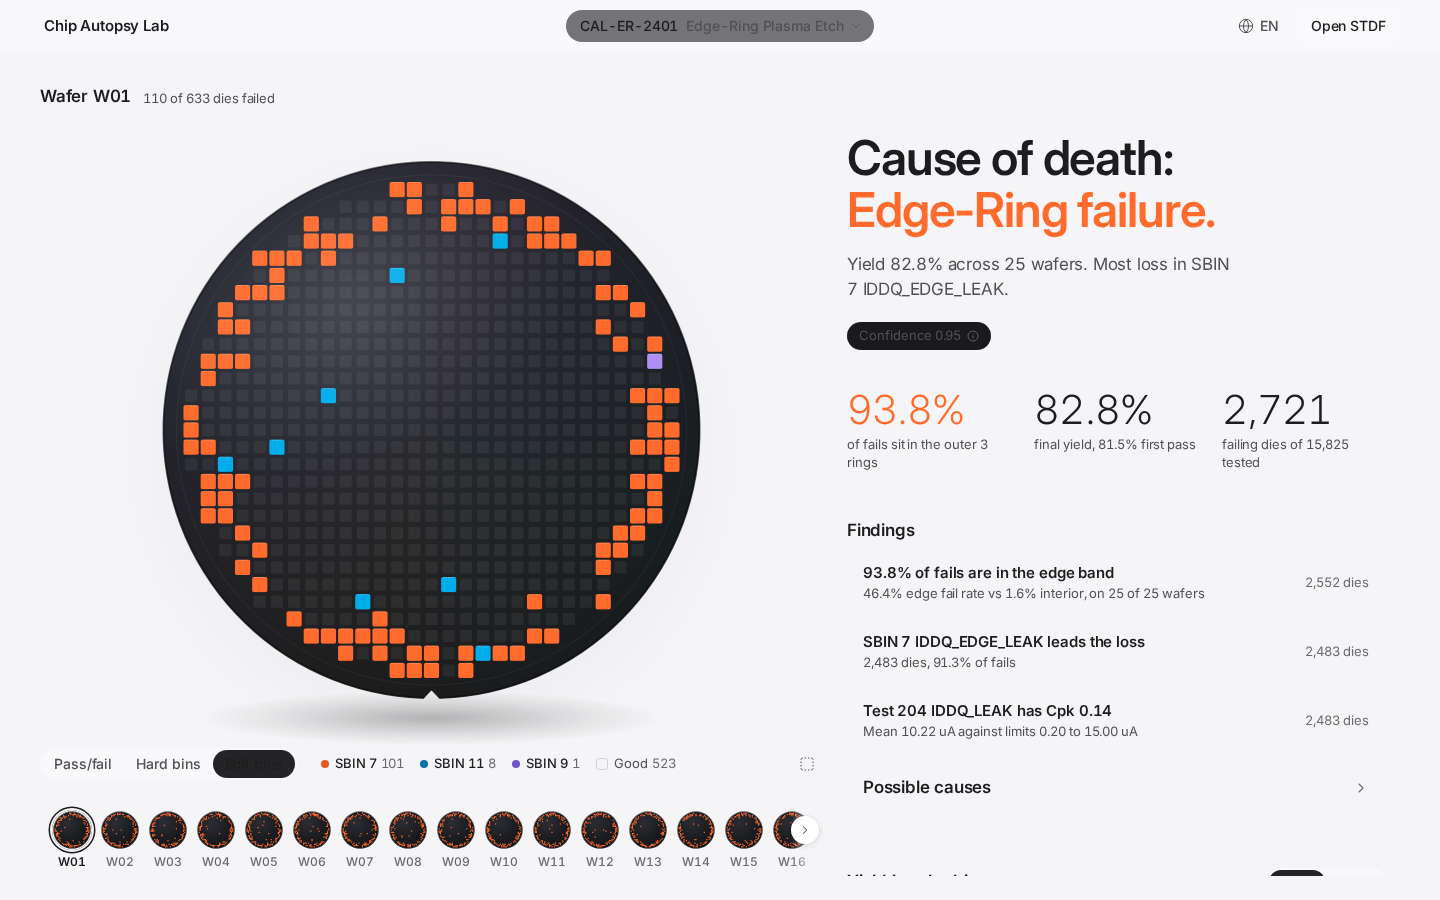 Chip Autopsy Lab
CAL-ER-2401 Edge-Ring Plasma Etch
EN
Open STDF
Wafer W01 110 of 633 dies failed
Cause of death:
Edge-Ring failure.
Yield 82.8% across 25 wafers. Most loss in SBIN
7 IDDQ_EDGE_LEAK.
Confidence 0.95
93.8%
of fails sit in the outer 3
rings
82.8%
final yield, 81.5% first pass
2,721
failing dies of 15,825
tested
Findings
93.8% of fails are in the edge band
46.4% edge fail rate vs 1.6% interior, on 25 of 25 wafers
2,552 dies
SBIN 7 IDDQ_EDGE_LEAK leads the loss
2,483 dies, 91.3% of fails
2,483 dies
Test 204 IDDQ_LEAK has Cpk 0.14
Mean 10.22 uA against limits 0.20 to 15.00 uA
2,483 dies
Possible causes
Pass/fail Hard bins Soft bins
SBIN 7 101 SBIN 11 8 SBIN 9 1 Good 523
W01 W02 W03 W04 W05 W06 W07 W08 W09 W10 W11 W12 W13 W14 W15 W16